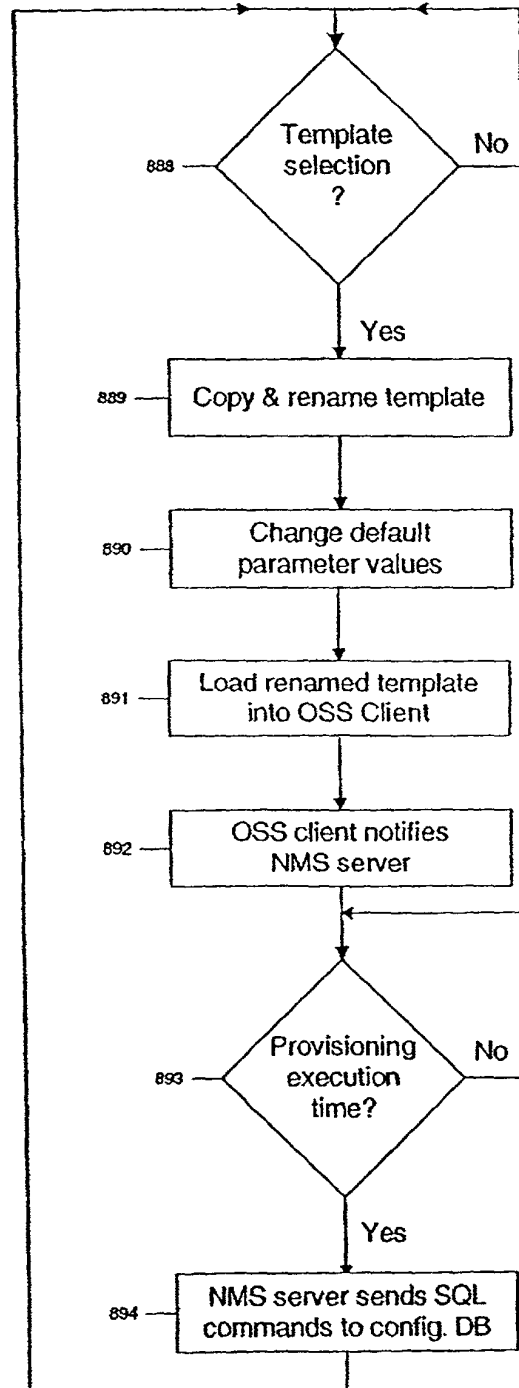 Template
selection
?
888
No
Yes
889
Copy & rename template
890
Change default
parameter values
891
Load renamed template
into OSS Client
892
OSS client notifies
NMS server
893
Provisioning
execution
time?
No
Yes
894
NMS server sends SQL
commands to config. DB